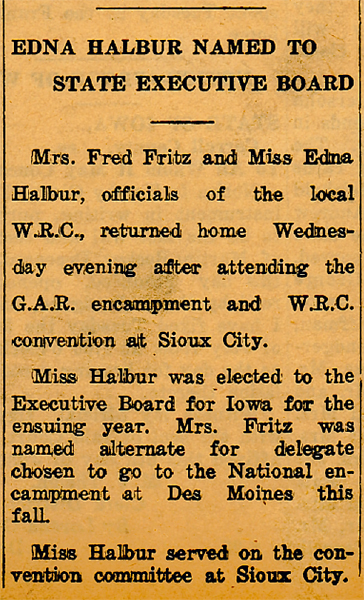 EDNA HALBUR NAMED TO
STATE EXECUTIVE BOARD
Mrs. Fred Fritz and Miss Edna
Halbur, officials of the local
W.R.C., returned home Wednes-
day evening after attending the
G.A.R. encampment and W.R.C.
convention at Sioux City.
Miss Halbur was elected to the
Executive Board for Iowa for the
ensuing year. Mrs. Fritz was
named alternate for delegate
chosen to go to the National en-
campment at Des Moines this
fall.
Miss Halbur served on the con-
vention committee at Sioux City.